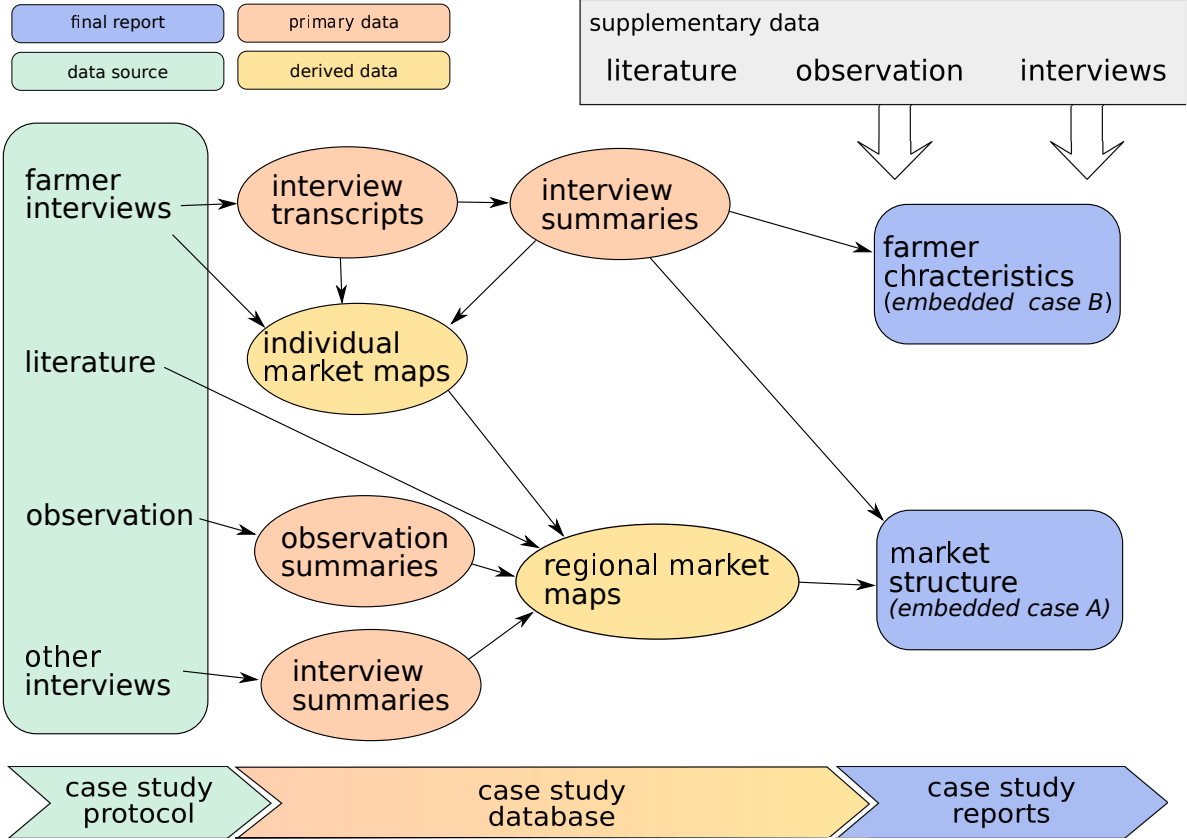 final report
primary data
data source
derived data
supplementary data
literature
observation
interviews
farmer
interviews
interview
transcripts
interview
summaries
farmer
chracteristics
(embedded case B)
individual
market maps
literature
observation
observation
summaries
regional market
maps
market
structure
(embedded case A)
other
interviews
interview
summaries
case study
protocol
case study
database
case study
reports